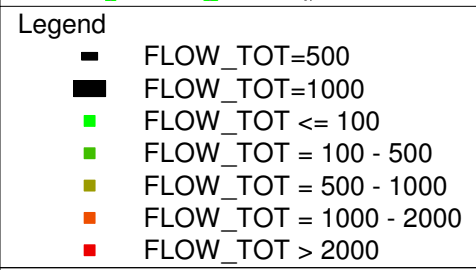 Legend
FLOW_TOT=500
FLOW_TOT=1000
FLOW_TOT <= 100
FLOW_TOT = 100 - 500
FLOW_TOT = 500 - 1000
FLOW_TOT = 1000 - 2000
FLOW_TOT > 2000